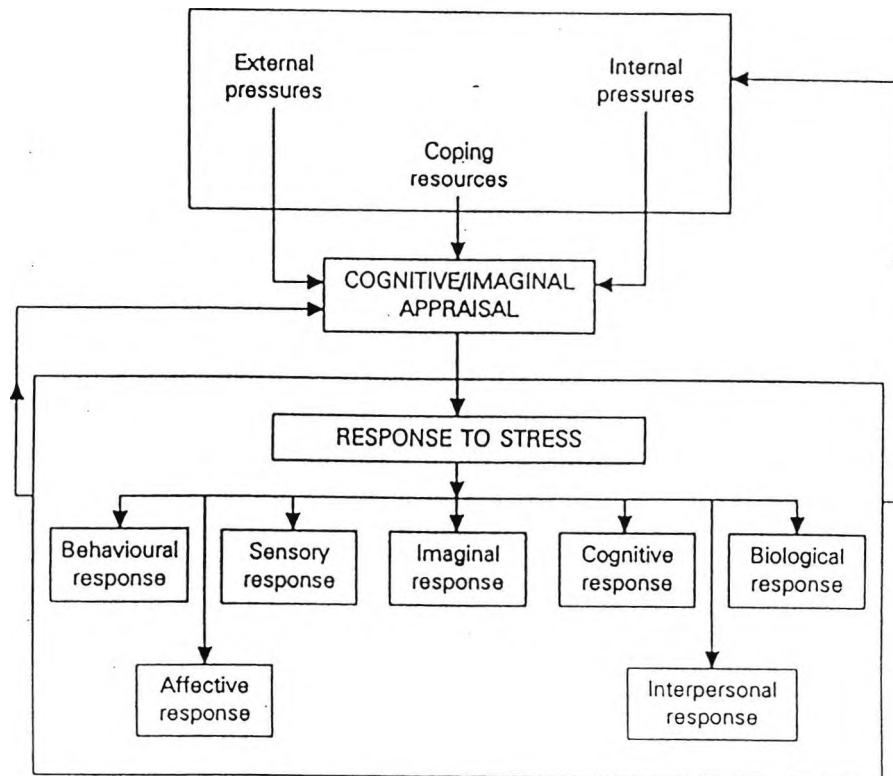 External
pressures
Internal
pressures
Coping
resources
COGNITIVE/IMAGINAL
APPRAISAL
RESPONSE TO STRESS
Behavioural
response
Sensory
response
Imaginal
response
Cognitive
response
Biological
response
Affective
response
Interpersonal
response